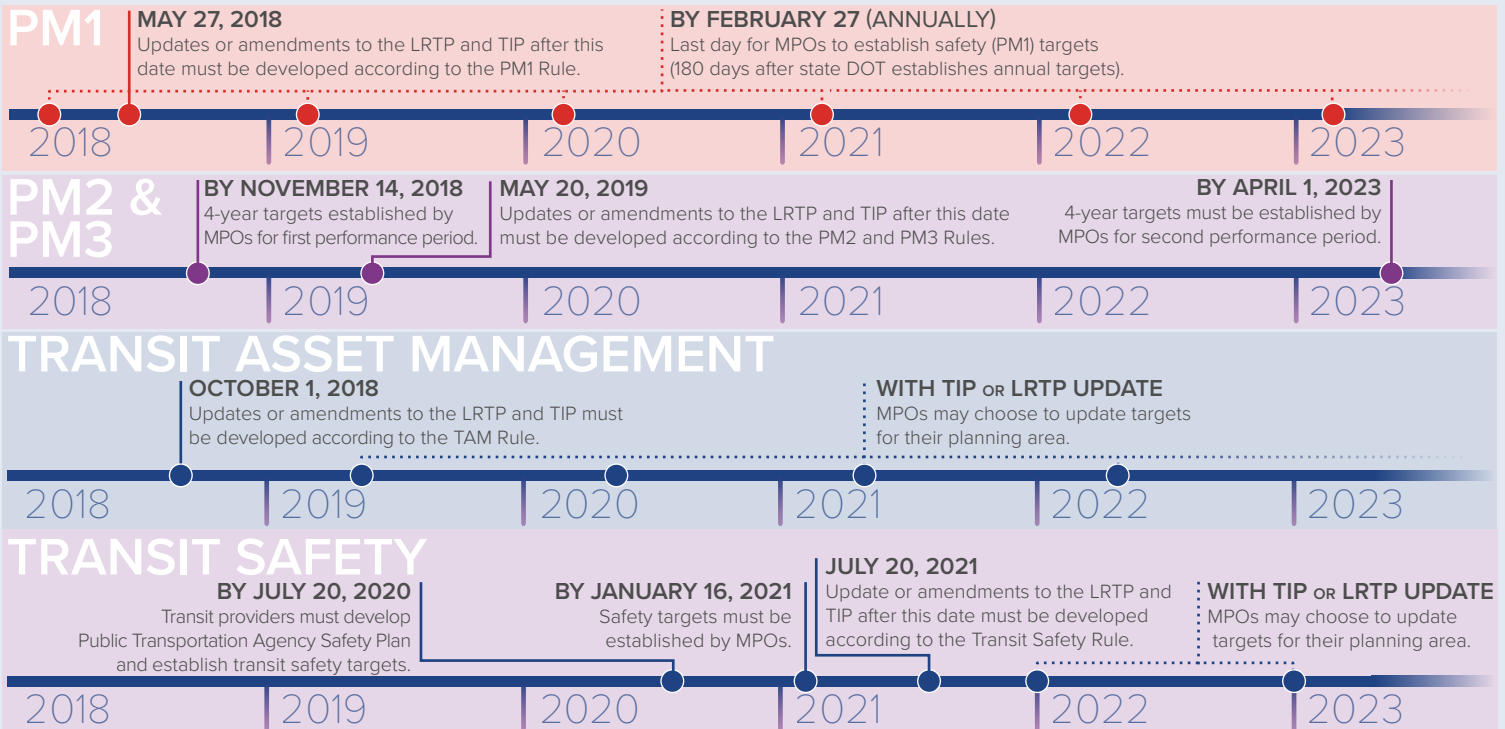 PM1
MAY 27, 2018
Updates or amendments to the LRTP and TIP after this
date must be developed according to the PM1 Rule.
BY FEBRUARY 27 (ANNUALLY)
Last day for MPOs to establish safety (PM1) targets
(180 days after state DOT establishes annual targets).
2018 2019 2020 2021 2022 2023
PM2 &
PM3
BY NOVEMBER 14, 2018
4-year targets established by
MPOs for first performance period.
MAY 20, 2019
Updates or amendments to the LRTP and TIP after this date
must be developed according to the PM2 and PM3 Rules.
BY APRIL 1, 2023
4-year targets must be established by
MPOs for second performance period.
2018 2019 2020 2021 2022 2023
TRANSIT ASSET MANAGEMENT
OCTOBER 1, 2018
Updates or amendments to the LRTP and TIP must
be developed according to the TAM Rule.
WITH TIP OR LRTP UPDATE
MPOs may choose to update targets
for their planning area.
2018 2019 2020 2021 2022 2023
TRANSIT SAFETY
BY JULY 20, 2020
Transit providers must develop
Public Transportation Agency Safety Plan
and establish transit safety targets.
BY JANUARY 16, 2021
Safety targets must be
established by MPOs.
JULY 20, 2021
Update or amendments to the LRTP and
TIP after this date must be developed
according to the Transit Safety Rule.
WITH TIP OR LRTP UPDATE
MPOs may choose to update
targets for their planning area.
2018 2019 2020 2021 2022 2023